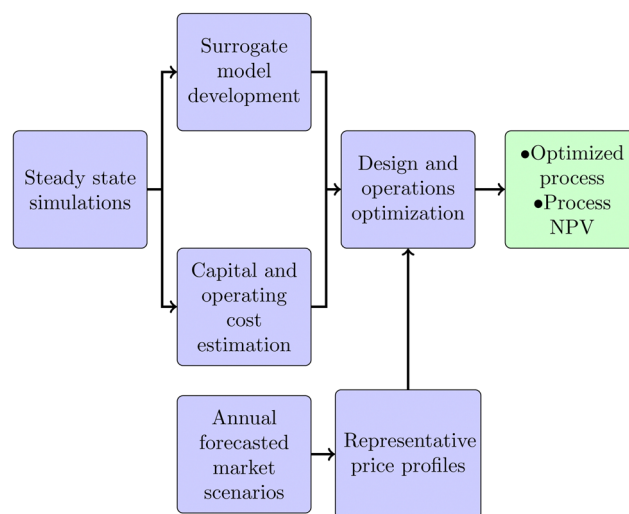 Surrogate
model
development
Steady state
simulations
Design and
operations
optimization
•Optimized
process
•Process
NPV
Capital and
operating
cost
estimation
Annual
forecasted
market
scenarios
Representative
price profiles